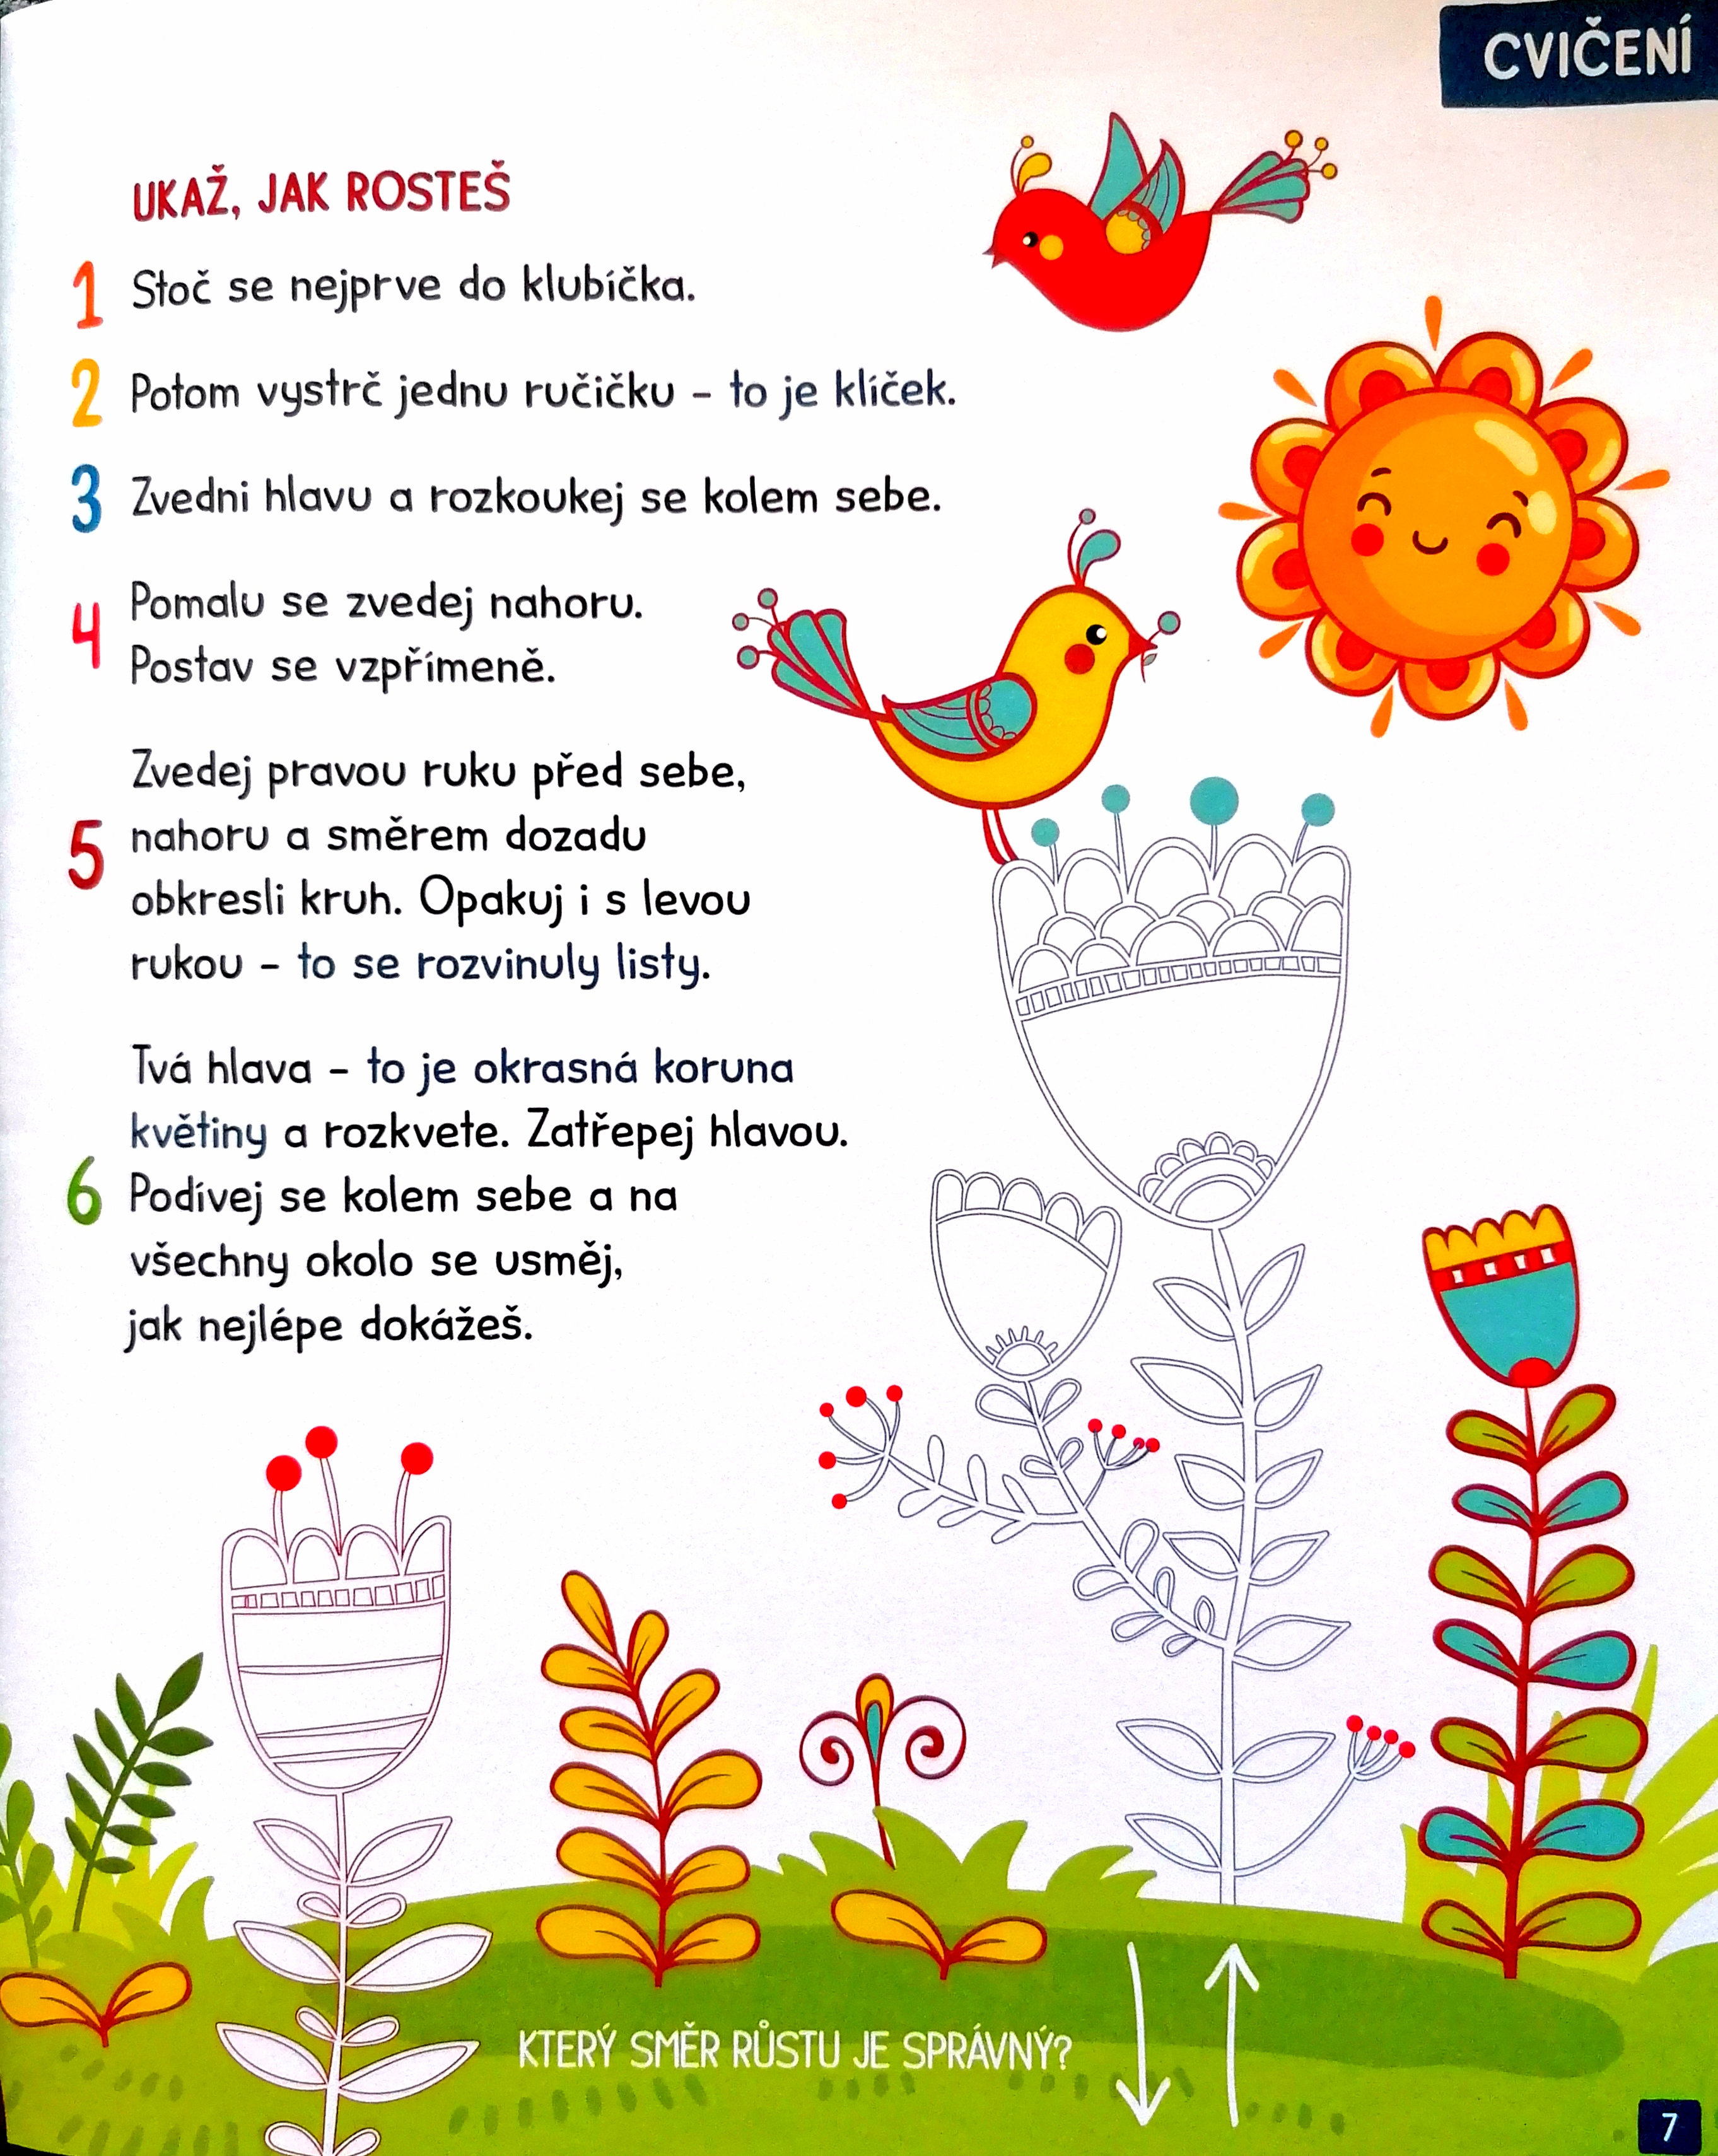 CVIČENÍ
UKAŽ, JAK ROSTEŠ
1 Stoč se nejprve do klubíčka.
2 Potom vystrč jednu ručičku – to je klíček.
3 Zvedni hlavu a rozkoukej se kolem sebe.
4 Pomalu se zvedej nahoru.
Postav se vzpřímeně.
Zvedej pravou ruku před sebe,
5 nahoru a směrem dozadu
obkresli kruh. Opakuj i s levou
rukou – to se rozvinuly listy.
Tvá hlava – to je okrasná koruna
květiny a rozkvete. Zatřepej hlavou.
6 Podívej se kolem sebe a na
všechny okolo se usměj,
jak nejlépe dokážeš.
KTERÝ SMĚR RŮSTU JE SPRÁVNÝ?
7